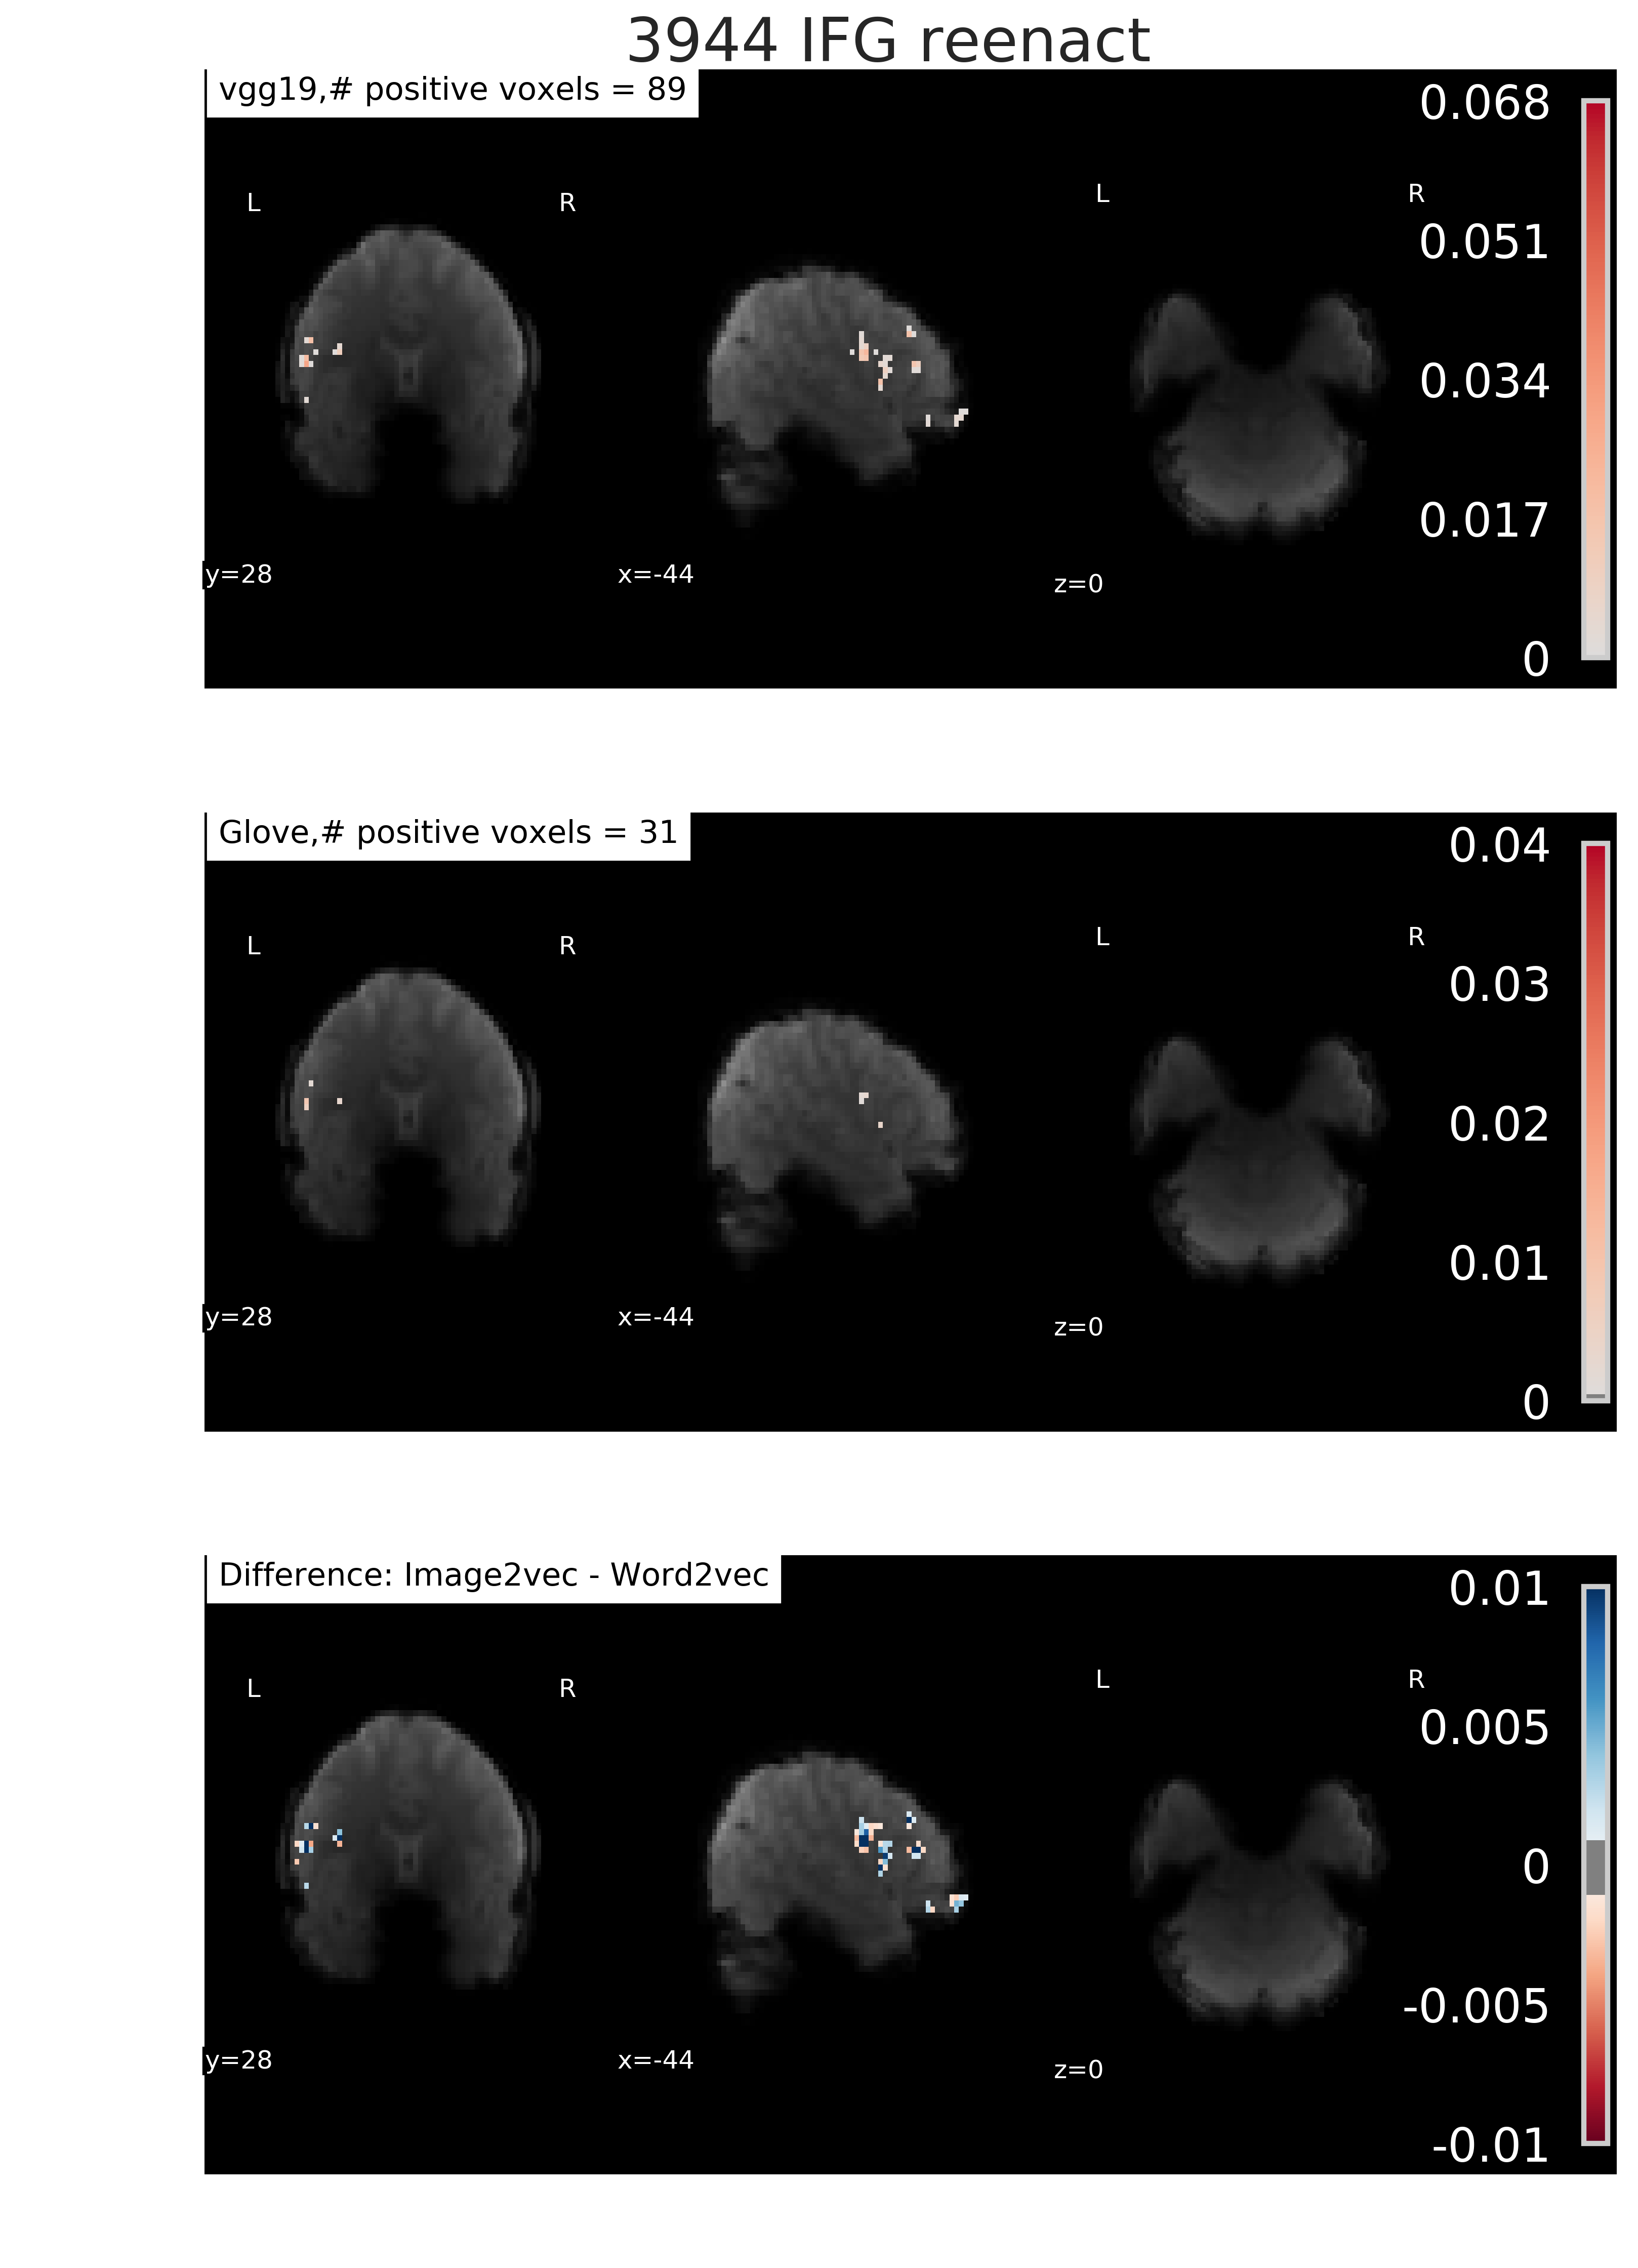 3944 IFG reenact
vgg19,# positive voxels = 89
0.068
L R L R
0.051
0.034
0.017
y=28 x=-44 z=0
0
Glove,# positive voxels = 31
0.04
L R L R
0.03
0.02
0.01
y=28 x=-44 z=0
0
Difference: Image2vec - Word2vec
0.01
L R L R
0.005
0
-0.005
y=28 x=-44 z=0
-0.01